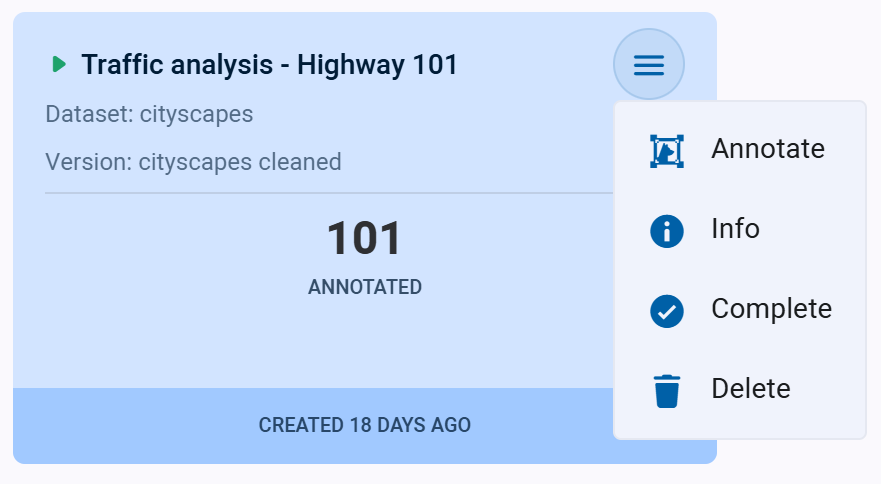 Traffic analysis - Highway 101
Dataset: cityscapes
Version: cityscapes cleaned
101
ANNOTATED
CREATED 18 DAYS AGO
Annotate
Info
Complete
Delete